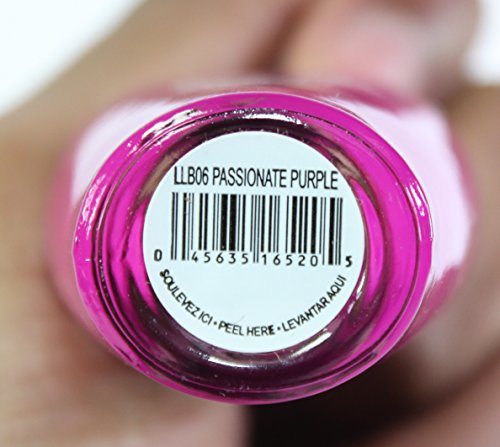 LLB06 PASSIONATE PURPLE
0 45635 16520 5
SOULEVEZ ICI • PEEL HERE • LEVANTAR AQUI